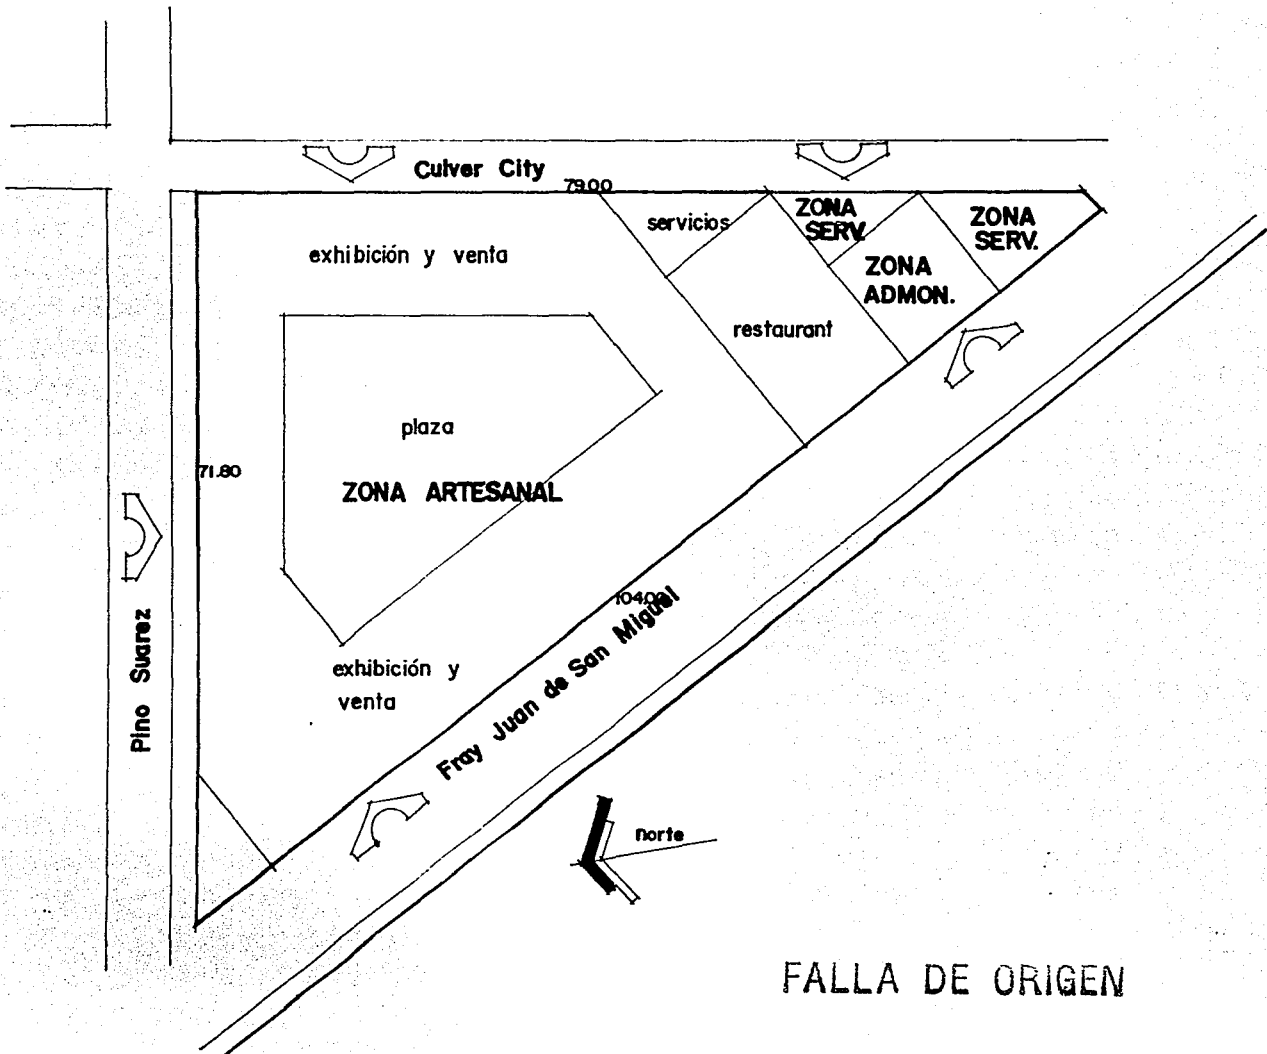 Culver City
79.00
servicios
ZONA
SERV.
ZONA
SERV.
exhibición y venta
ZONA
ADMON.
restaurant
plaza
71.80
ZONA ARTESANAL
104.00
Fray Juan de San Miguel
Pino Suarez
exhibición y
venta
norte
FALLA DE ORIGEN